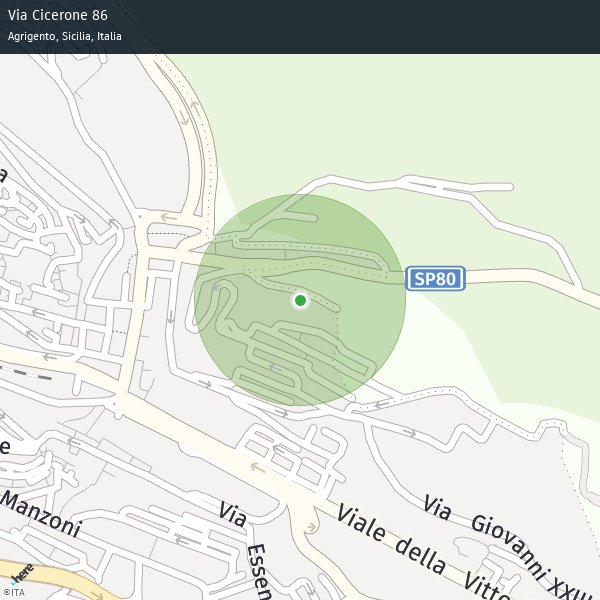 Via Cicerone 86
Agrigento, Sicilia, Italia
a
SP80
e
Manzoni
Via Essen
Viale della Vitto
Via Giovanni XXIII
here
©ITA